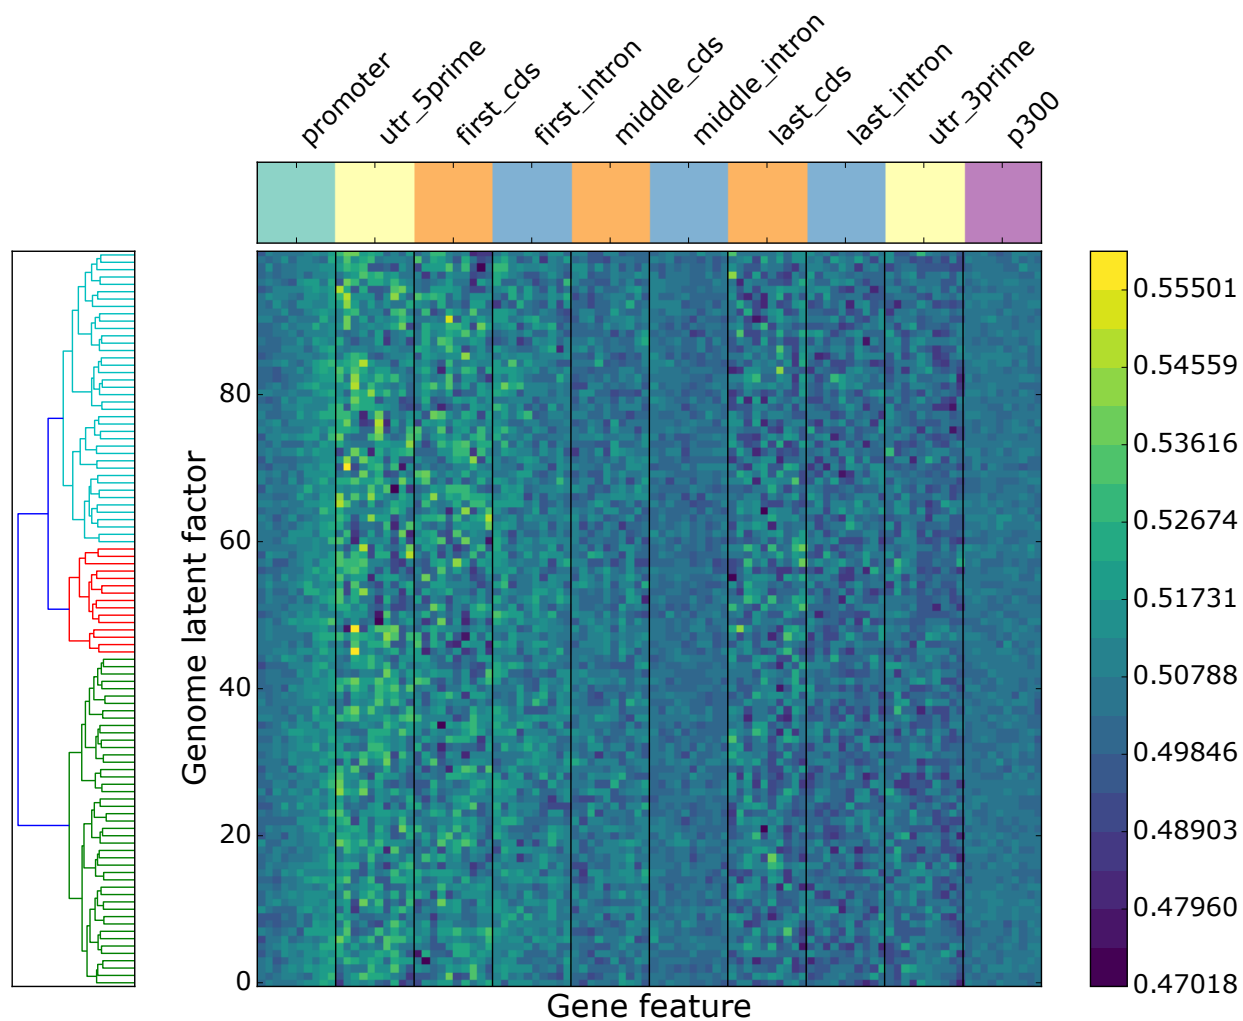 promoter
utr_5prime
first_cds
first_intron
middle_cds
middle_intron
last_cds
last_intron
utr_3prime
p300
Genome latent factor
80
60
40
20
0
Gene feature
0.55501
0.54559
0.53616
0.52674
0.51731
0.50788
0.49846
0.48903
0.47960
0.47018